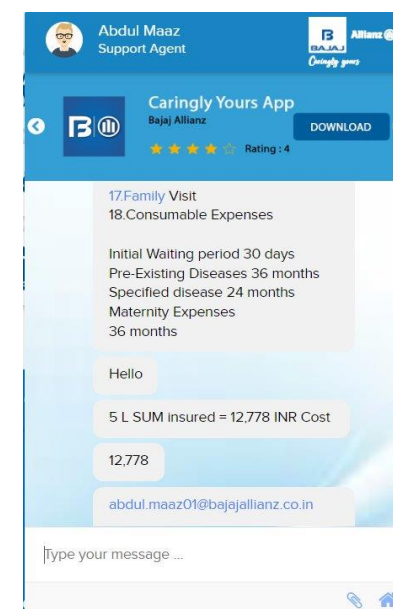 Abdul Maaz
Support Agent
B
BAJAJ
Allianz
Caringly yours
Caringly Yours App
Bajaj Allianz
DOWNLOAD
Rating : 4
B
17.Family Visit
18.Consumable Expenses
Initial Waiting period 30 days
Pre-Existing Diseases 36 months
Specified disease 24 months
Maternity Expenses
36 months
Hello
5 L SUM insured = 12,778 INR Cost
12,778
abdul.maaz01@bajajallianz.co.in
Type your message ...